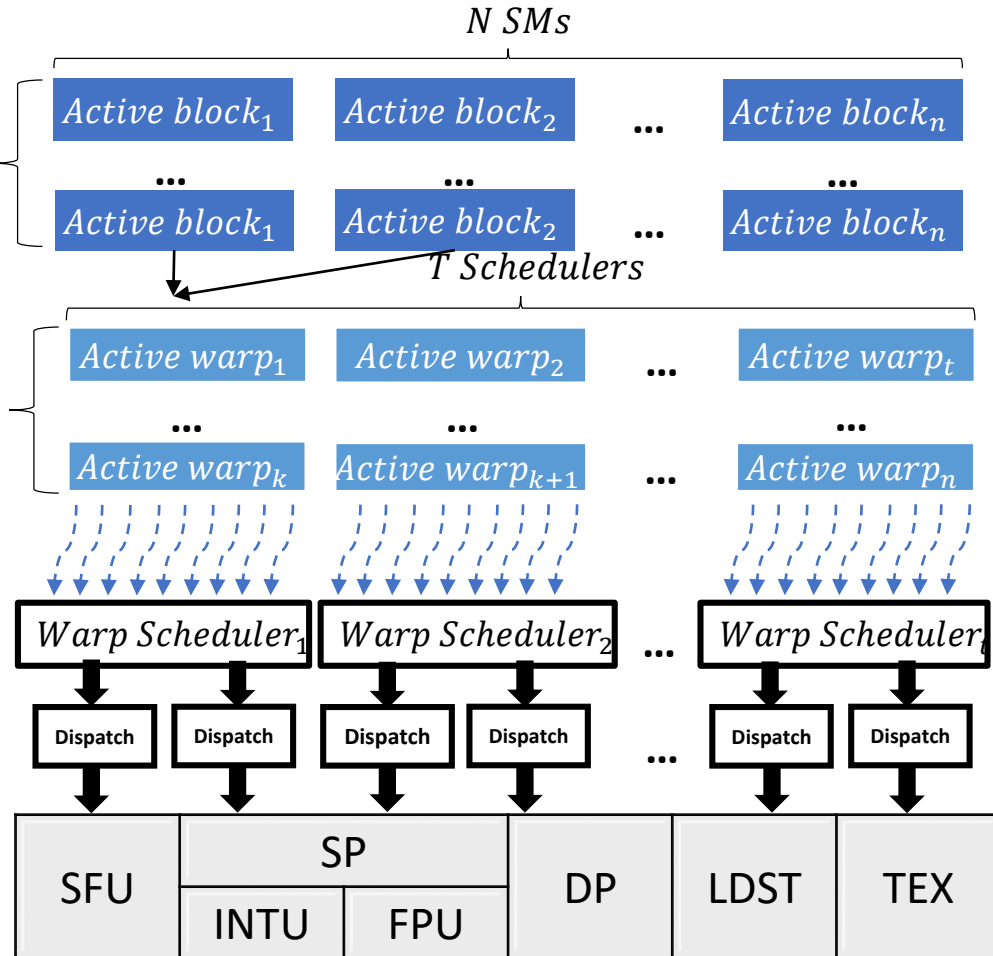 N SMs
Active block₁ Active block₂ ... Active blockₙ
... ... ...
Active block₁ Active block₂ ... Active blockₙ
T Schedulers
Active warp₁ Active warp₂ ... Active warpₜ
... ... ...
Active warpₖ Active warpₖ₊₁ ... Active warpₙ
Warp Scheduler₁ Warp Scheduler₂ ... Warp Schedulerₜ
Dispatch Dispatch Dispatch Dispatch ... Dispatch Dispatch
SP
SFU DP LDST TEX
INTU FPU